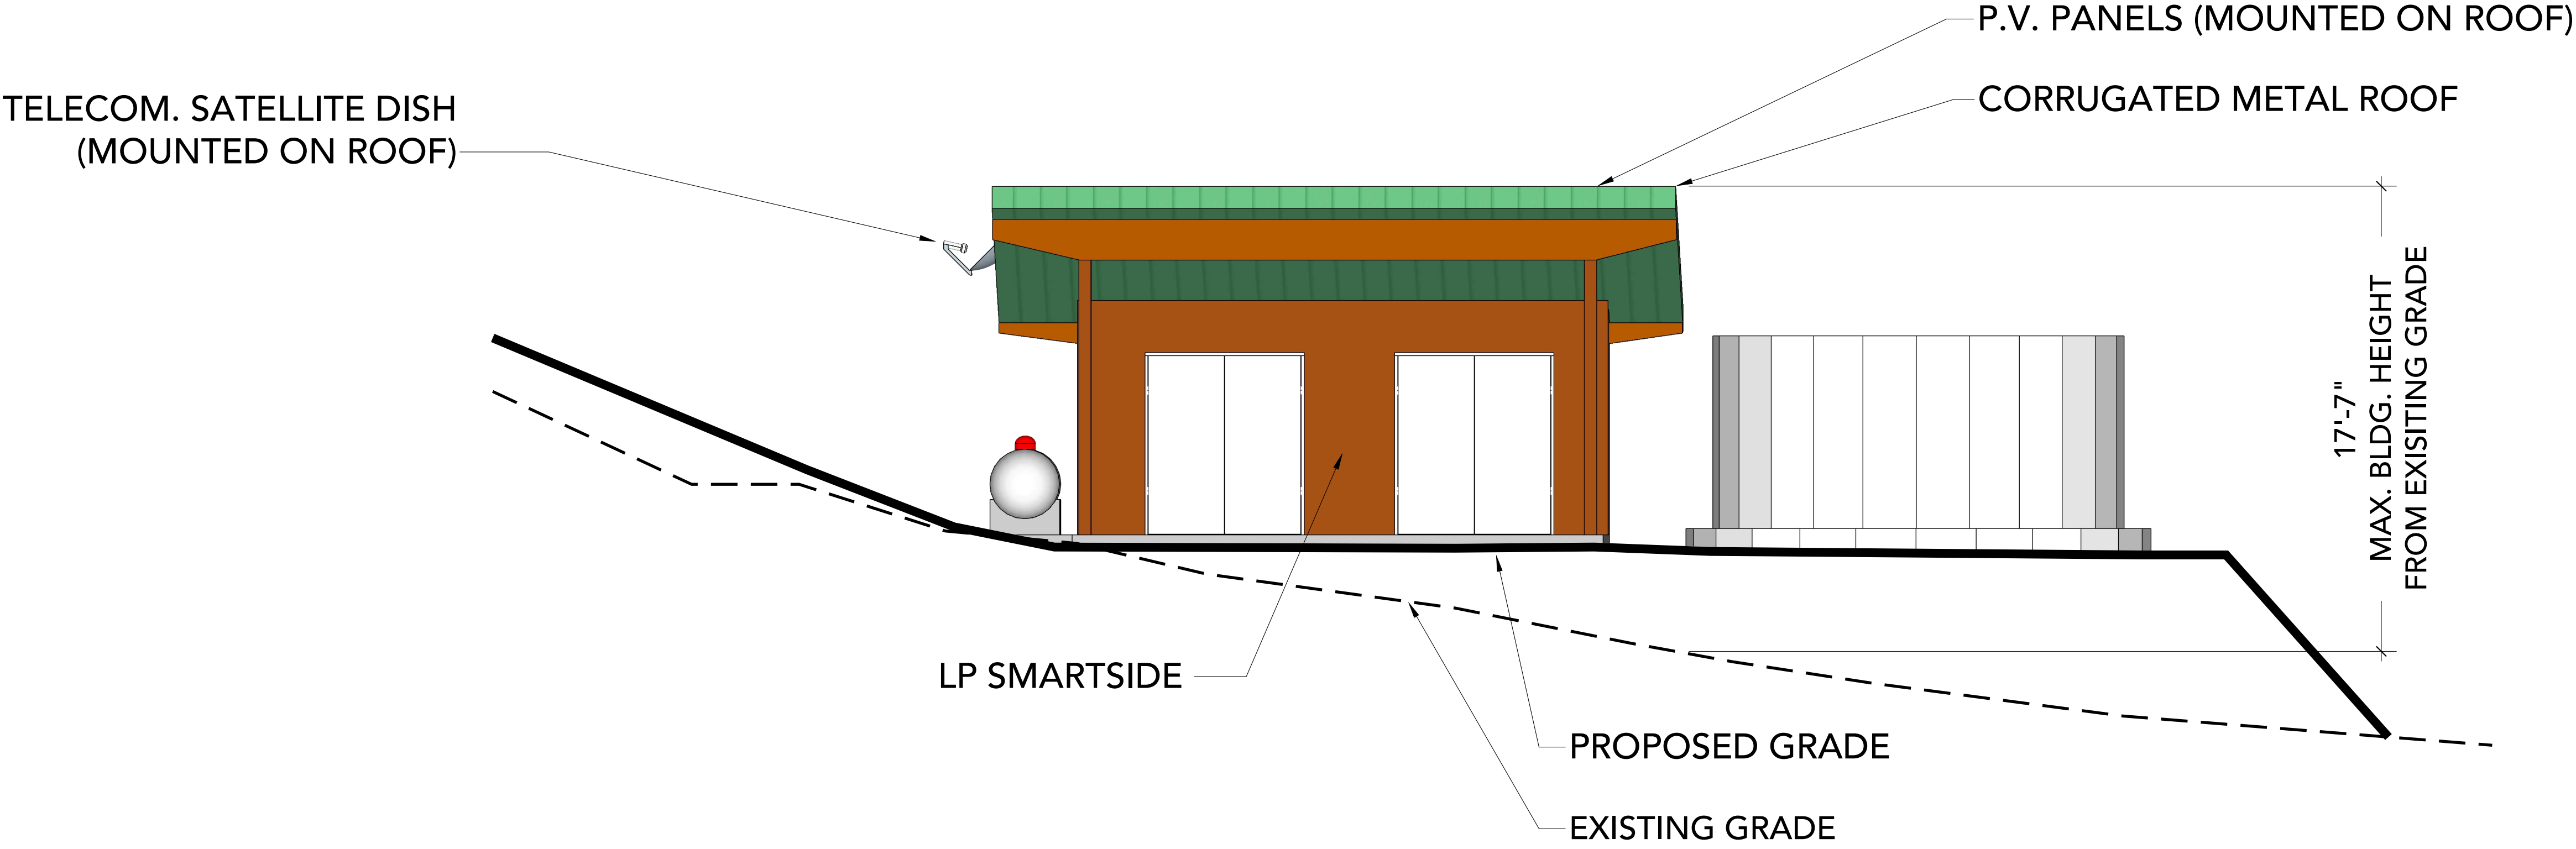 P.V. PANELS (MOUNTED ON ROOF)
TELECOM. SATELLITE DISH
(MOUNTED ON ROOF)
CORRUGATED METAL ROOF
17'-7"
MAX. BLDG. HEIGHT
FROM EXISITING GRADE
LP SMARTSIDE
PROPOSED GRADE
EXISTING GRADE